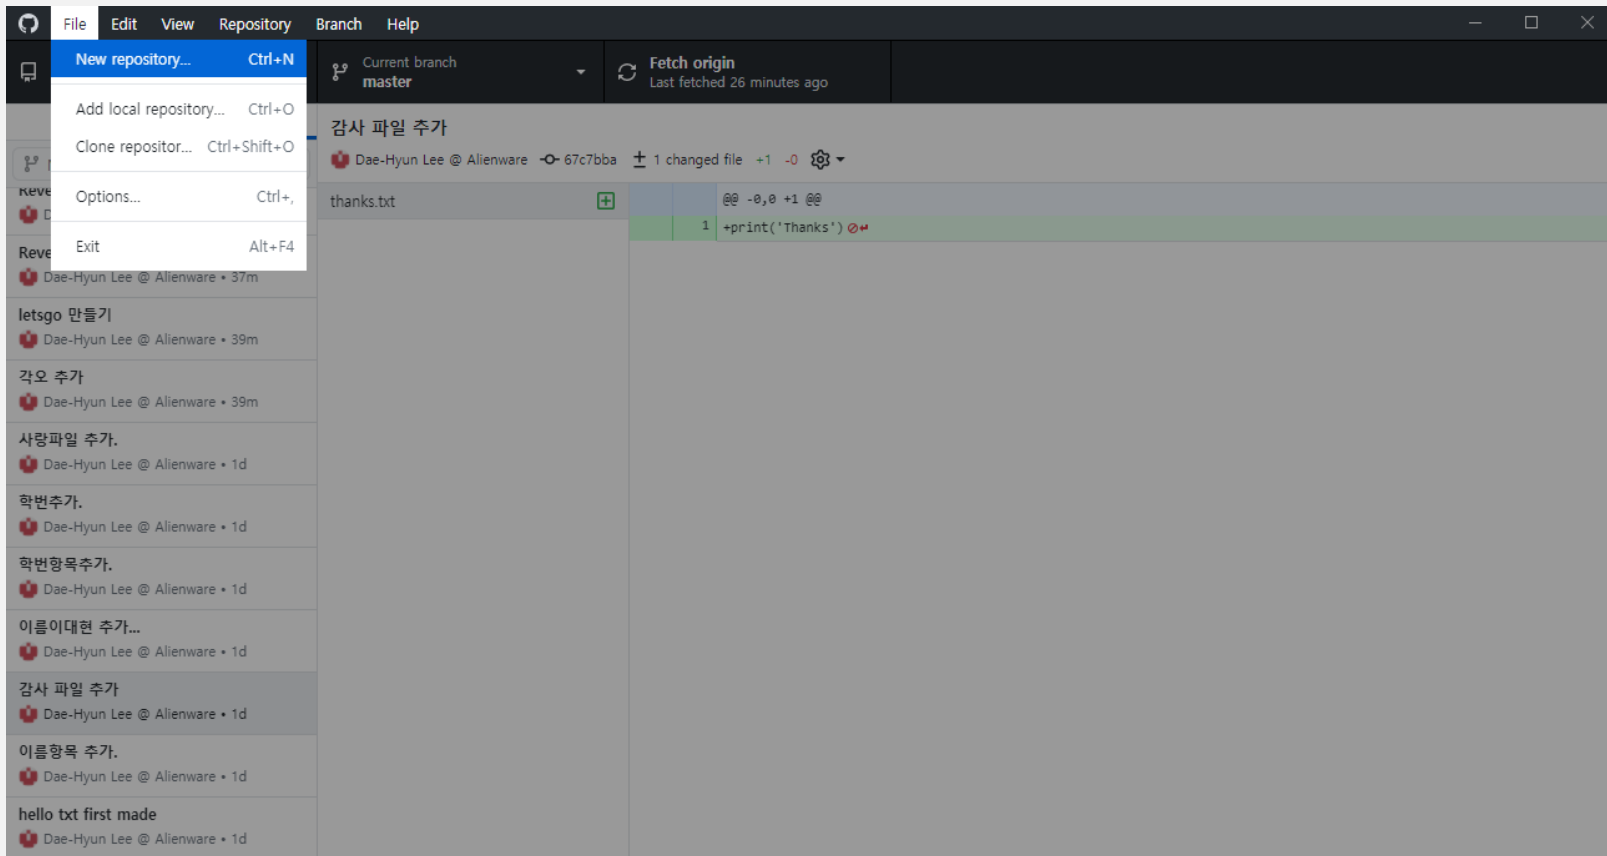 File Edit View Repository Branch Help
New repository... Ctrl+N
Add local repository... Ctrl+O
Clone repositor... Ctrl+Shift+O
Options... Ctrl+,
Exit Alt+F4
Current branch
master
Fetch origin
Last fetched 26 minutes ago
감사 파일 추가
Dae-Hyun Lee @ Alienware 67c7bba 1 changed file +1 -0
thanks.txt
@@ -0,0 +1 @@
1 +print('Thanks')
Reve
Dae-Hyun Lee @ Alienware • 37m
letsgo 만들기
Dae-Hyun Lee @ Alienware • 39m
각오 추가
Dae-Hyun Lee @ Alienware • 39m
사랑파일 추가.
Dae-Hyun Lee @ Alienware • 1d
학번추가.
Dae-Hyun Lee @ Alienware • 1d
학번항목추가.
Dae-Hyun Lee @ Alienware • 1d
이름이대현 추가...
Dae-Hyun Lee @ Alienware • 1d
감사 파일 추가
Dae-Hyun Lee @ Alienware • 1d
이름항목 추가.
Dae-Hyun Lee @ Alienware • 1d
hello txt first made
Dae-Hyun Lee @ Alienware • 1d